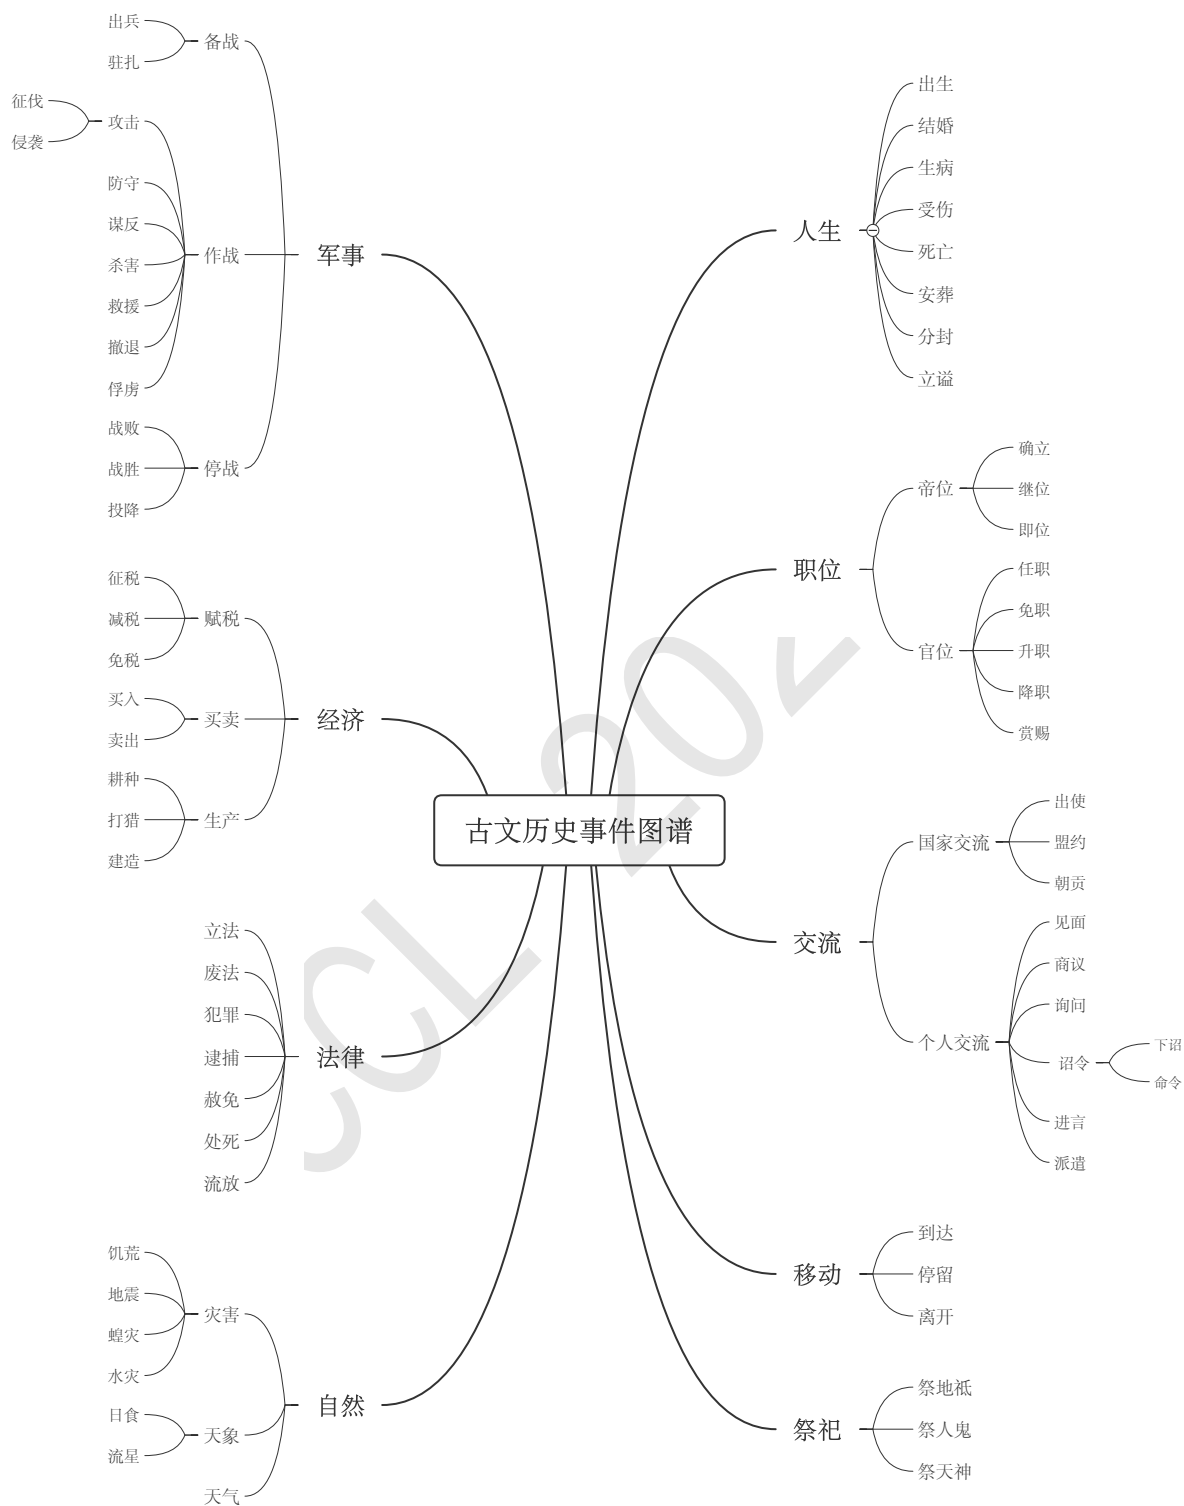 古文历史事件图谱
军事
备战
出兵
驻扎
作战
攻击
征伐
侵袭
防守
谋反
杀害
救援
撤退
俘虏
停战
战败
战胜
投降
经济
赋税
征税
减税
免税
买卖
买入
卖出
生产
耕种
打猎
建造
法律
立法
废法
犯罪
逮捕
赦免
处死
流放
自然
灾害
饥荒
地震
蝗灾
水灾
天象
日食
流星
天气
人生
出生
结婚
生病
受伤
死亡
安葬
分封
立谥
职位
帝位
确立
继位
即位
官位
任职
免职
升职
降职
赏赐
交流
国家交流
出使
盟约
朝贡
个人交流
见面
商议
询问
诏令
下诏
命令
进言
派遣
移动
到达
停留
离开
祭祀
祭地祇
祭人鬼
祭天神
CCL 202